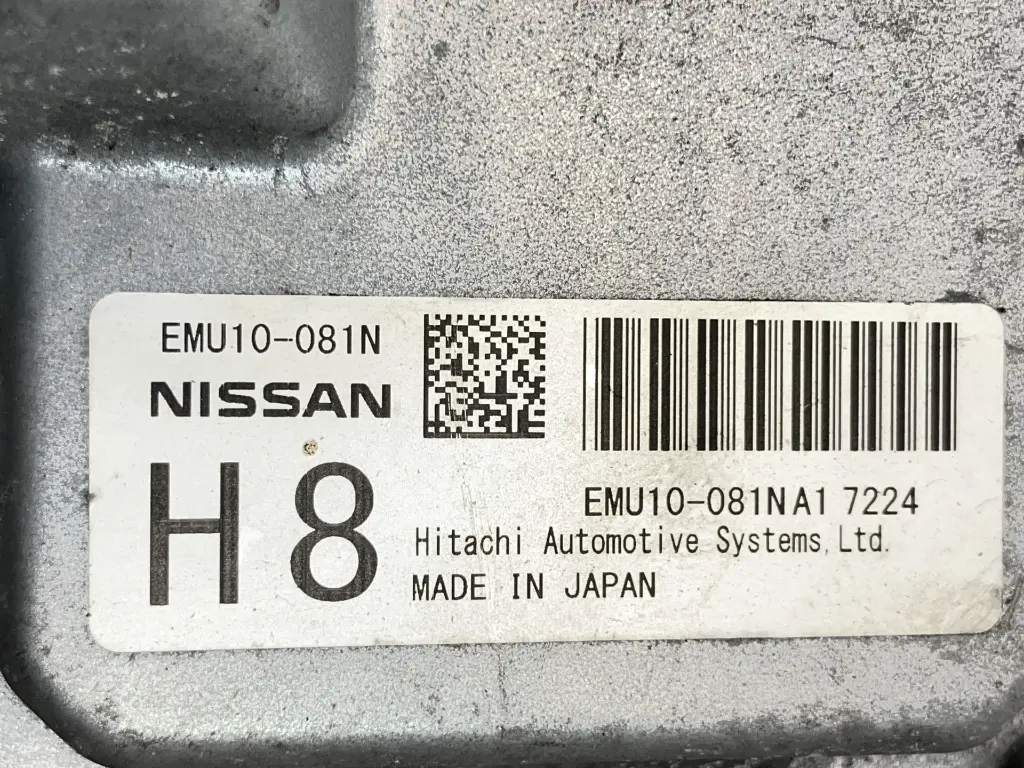 EMU10-081N
NISSAN
H8
EMU10-081NA1 7224
Hitachi Automotive Systems, Ltd.
MADE IN JAPAN